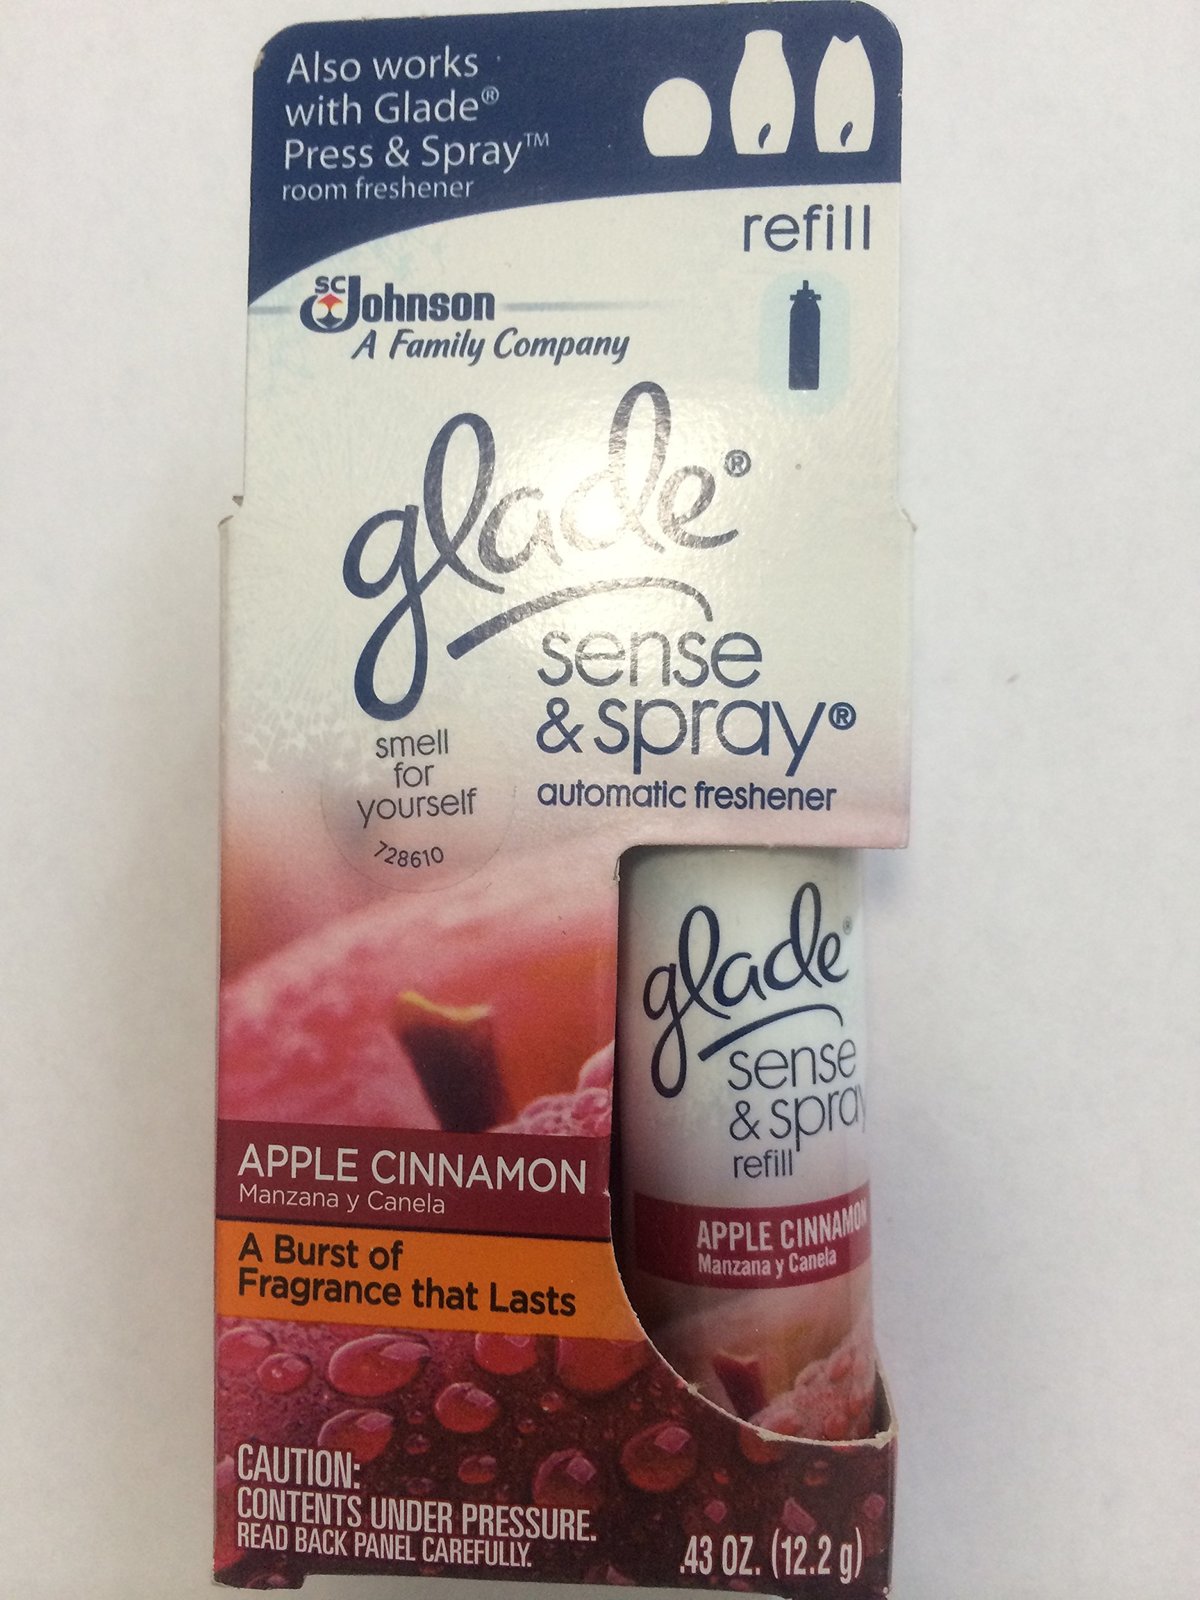 Also works
with Glade®
Press & Spray™
room freshener
refill
SC Johnson
A Family Company
glade®
sense
& spray®
automatic freshener
smell
for
yourself
728610
glade®
sense
& spray
refill
APPLE CINNAMON
Manzana y Canela
APPLE CINNAMON
Manzana y Canela
A Burst of
Fragrance that Lasts
CAUTION:
CONTENTS UNDER PRESSURE.
READ BACK PANEL CAREFULLY.
.43 OZ. (12.2 g)